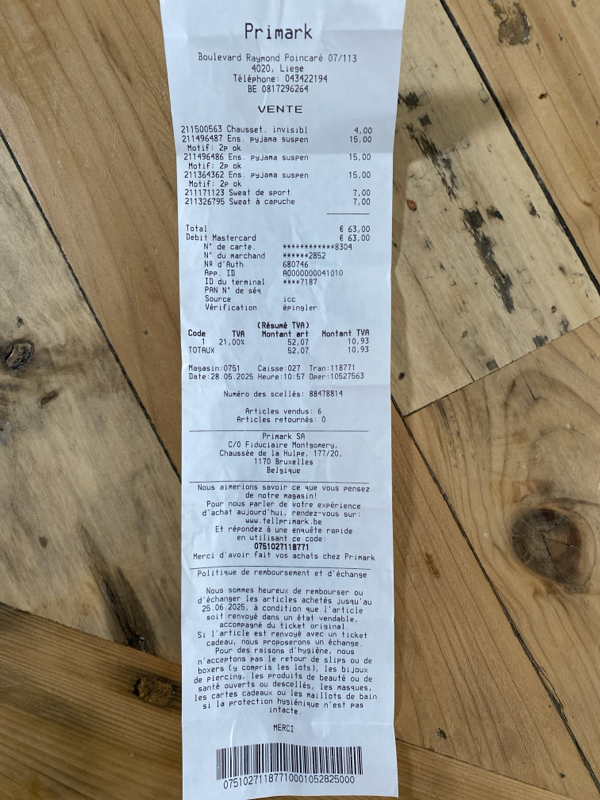 Primark
Boulevard Raymond Poincaré 07/113
4020, Liege
Téléphone: 043422194
BE 0817296264
VENTE
211500563 Chausset. invisibl 4,00
211496487 Ens. pyjama suspen 15,00
Motif: 2p ok
211496486 Ens. pyjama suspen 15,00
Motif: 2p ok
211364362 Ens. pyjama suspen 15,00
Motif: 2p ok
211171123 Sweat de sport 7,00
211326795 Sweat à capuche 7,00
Total € 63,00
Debit Mastercard € 63,00
N° de carte. ************8304
N° du marchand ******2852
Nº d'Auth 680746
App. ID A0000000041010
ID du terminal ****7187
PAN N° de séq
Source icc
Vérification épingler
(Résumé TVA)
Code TVA Montant art Montant TVA
1 21,00% 52,07 10,93
TOTAUX 52,07 10,93
Magasin:0751 Caisse:027 Tran:118771
Date:28.05.2025 Heure:10:57 Oper:10527563
Numéro des scellés: 88478814
Articles vendus: 6
Articles retournés: 0
Primark SA
C/O Fiduciaire Montgomery,
Chaussée de la Hulpe, 177/20,
1170 Bruxelles
Belgique
Nous aimerions savoir ce que vous pensez
de notre magasin!
Pour nous parler de votre expérience
d'achat aujourd'hui, rendez-vous sur:
www.tellprimark.be
Et répondez à une enquête rapide
en utilisant ce code:
0751027118771
Merci d'avoir fait vos achats chez Primark
Politique de remboursement et d'échange
Nous sommes heureux de rembourser ou
d'échanger les articles achetés jusqu'au
25.06.2025, à condition que l'article
soit renvoyé dans un état vendable,
accompagné du ticket original.
Si l'article est renvoyé avec un ticket
cadeau, nous proposerons un échange.
Pour des raisons d'hygiène, nous
n'acceptons pas le retour de slips ou de
boxers (y compris les lots), les bijoux
de piercing, les produits de beauté ou de
santé ouverts ou descellés, les masques,
les cartes cadeaux ou les maillots de bain
si la protection hygiénique n'est pas
intacte.
MERCI
07510271187710001052825000